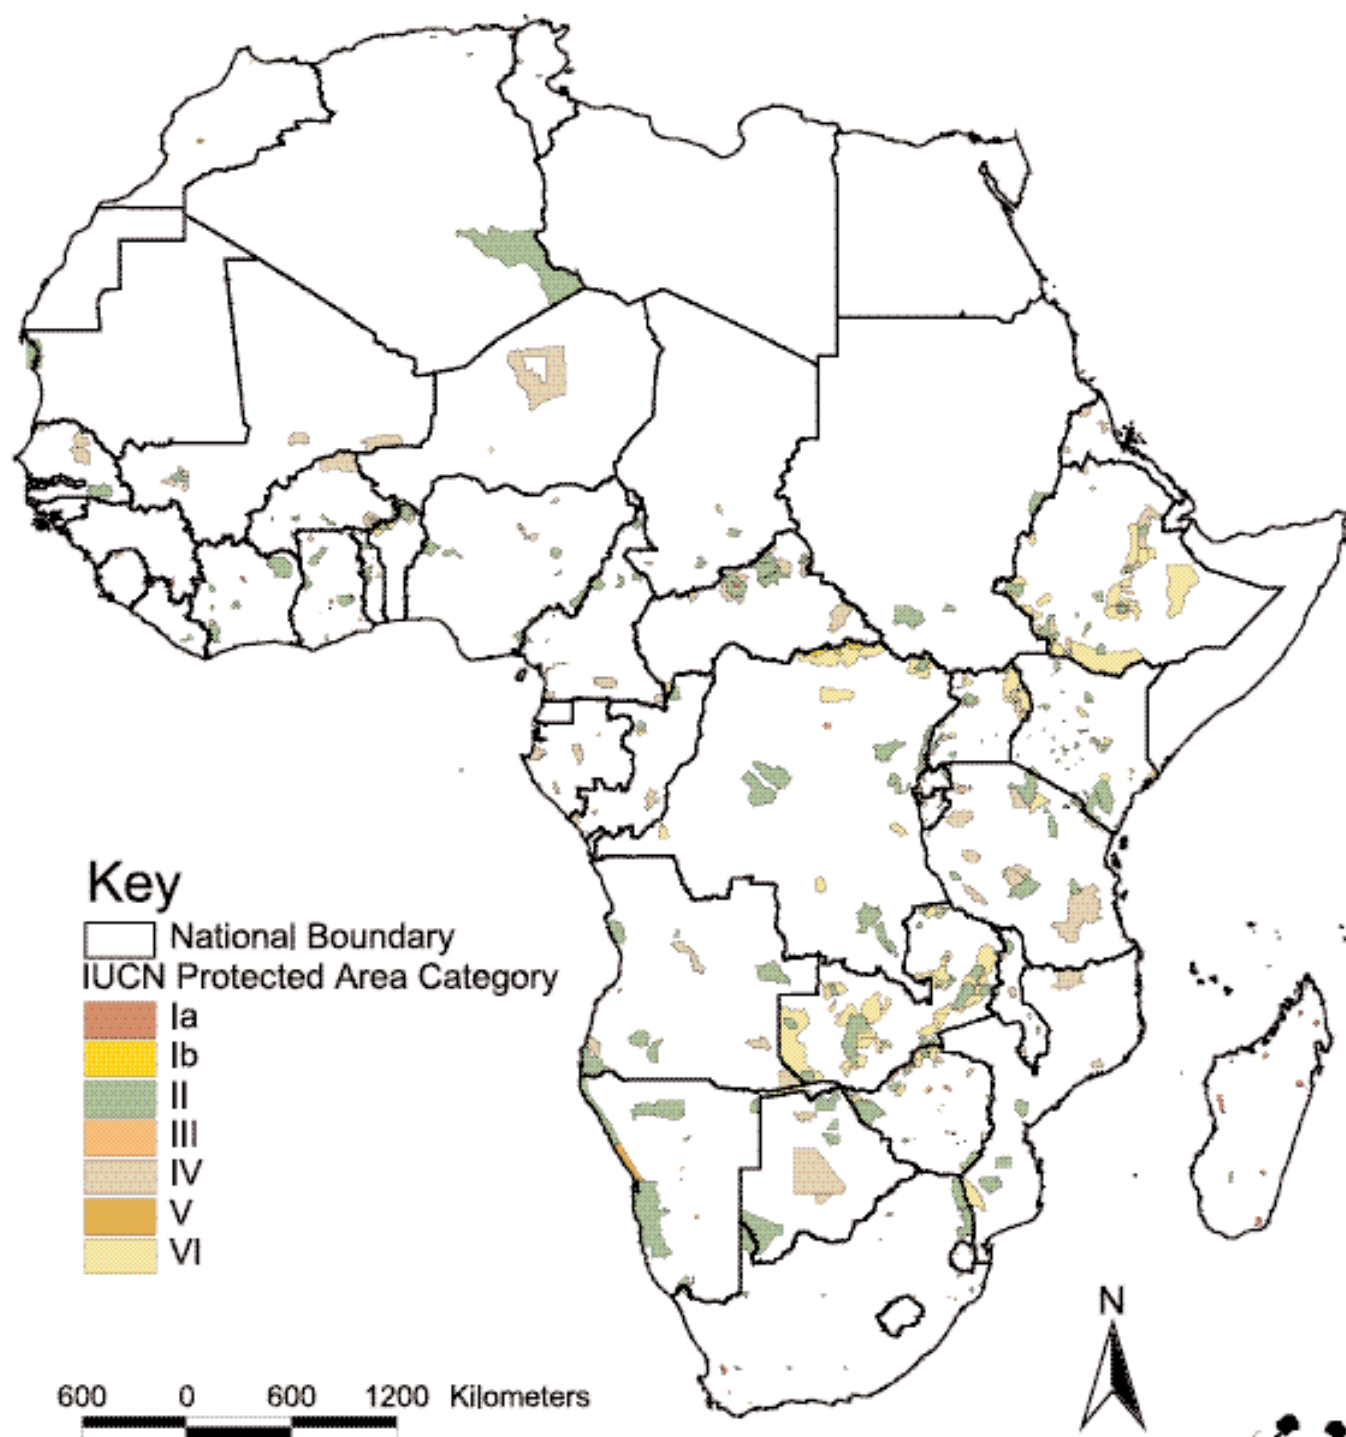 Key
National Boundary
IUCN Protected Area Category
Ia
Ib
II
III
IV
V
VI
600 0 600 1200 Kilometers
N